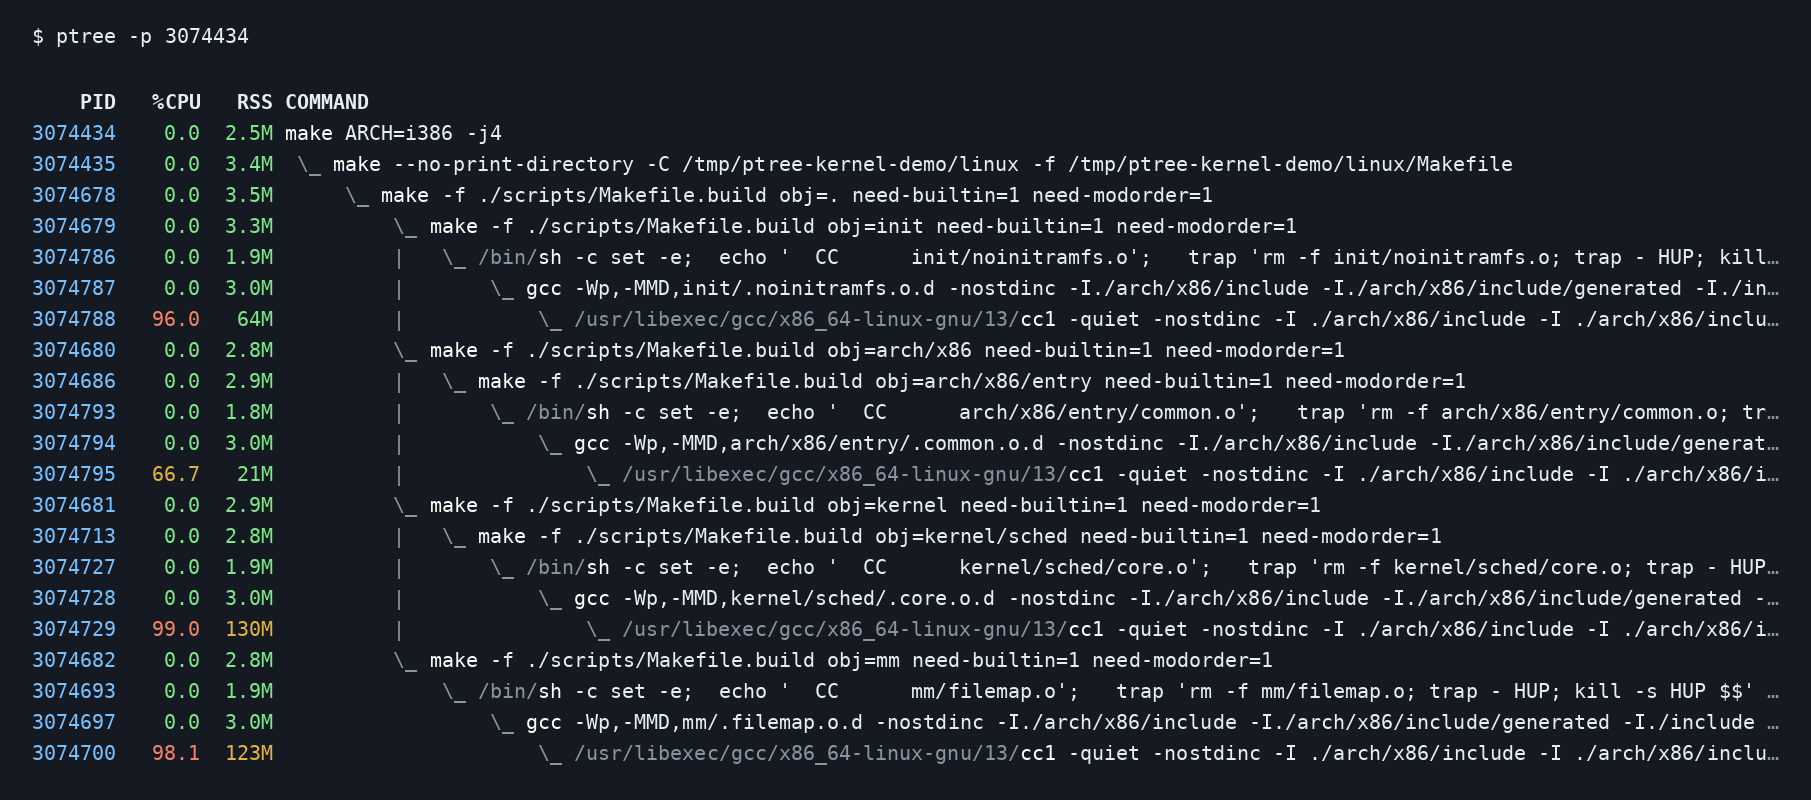 $ ptree -p 3074434
    PID   %CPU   RSS COMMAND
3074434    0.0  2.5M make ARCH=i386 -j4
3074435    0.0  3.4M  \_ make --no-print-directory -C /tmp/ptree-kernel-demo/linux -f /tmp/ptree-kernel-demo/linux/Makefile
3074678    0.0  3.5M      \_ make -f ./scripts/Makefile.build obj=. need-builtin=1 need-modorder=1
3074679    0.0  3.3M          \_ make -f ./scripts/Makefile.build obj=init need-builtin=1 need-modorder=1
3074786    0.0  1.9M          |   \_ /bin/sh -c set -e;  echo '  CC      init/noinitramfs.o';   trap 'rm -f init/noinitramfs.o; trap - HUP; kill…
3074787    0.0  3.0M          |       \_ gcc -Wp,-MMD,init/.noinitramfs.o.d -nostdinc -I./arch/x86/include -I./arch/x86/include/generated -I./in…
3074788   96.0   64M          |           \_ /usr/libexec/gcc/x86_64-linux-gnu/13/cc1 -quiet -nostdinc -I ./arch/x86/include -I ./arch/x86/inclu…
3074680    0.0  2.8M          \_ make -f ./scripts/Makefile.build obj=arch/x86 need-builtin=1 need-modorder=1
3074686    0.0  2.9M          |   \_ make -f ./scripts/Makefile.build obj=arch/x86/entry need-builtin=1 need-modorder=1
3074793    0.0  1.8M          |       \_ /bin/sh -c set -e;  echo '  CC      arch/x86/entry/common.o';   trap 'rm -f arch/x86/entry/common.o; tr…
3074794    0.0  3.0M          |           \_ gcc -Wp,-MMD,arch/x86/entry/.common.o.d -nostdinc -I./arch/x86/include -I./arch/x86/include/generat…
3074795   66.7   21M          |               \_ /usr/libexec/gcc/x86_64-linux-gnu/13/cc1 -quiet -nostdinc -I ./arch/x86/include -I ./arch/x86/i…
3074681    0.0  2.9M          \_ make -f ./scripts/Makefile.build obj=kernel need-builtin=1 need-modorder=1
3074713    0.0  2.8M          |   \_ make -f ./scripts/Makefile.build obj=kernel/sched need-builtin=1 need-modorder=1
3074727    0.0  1.9M          |       \_ /bin/sh -c set -e;  echo '  CC      kernel/sched/core.o';   trap 'rm -f kernel/sched/core.o; trap - HUP…
3074728    0.0  3.0M          |           \_ gcc -Wp,-MMD,kernel/sched/.core.o.d -nostdinc -I./arch/x86/include -I./arch/x86/include/generated -…
3074729   99.0  130M          |               \_ /usr/libexec/gcc/x86_64-linux-gnu/13/cc1 -quiet -nostdinc -I ./arch/x86/include -I ./arch/x86/i…
3074682    0.0  2.8M          \_ make -f ./scripts/Makefile.build obj=mm need-builtin=1 need-modorder=1
3074693    0.0  1.9M              \_ /bin/sh -c set -e;  echo '  CC      mm/filemap.o';   trap 'rm -f mm/filemap.o; trap - HUP; kill -s HUP $$' …
3074697    0.0  3.0M                  \_ gcc -Wp,-MMD,mm/.filemap.o.d -nostdinc -I./arch/x86/include -I./arch/x86/include/generated -I./include …
3074700   98.1  123M                      \_ /usr/libexec/gcc/x86_64-linux-gnu/13/cc1 -quiet -nostdinc -I ./arch/x86/include -I ./arch/x86/inclu…